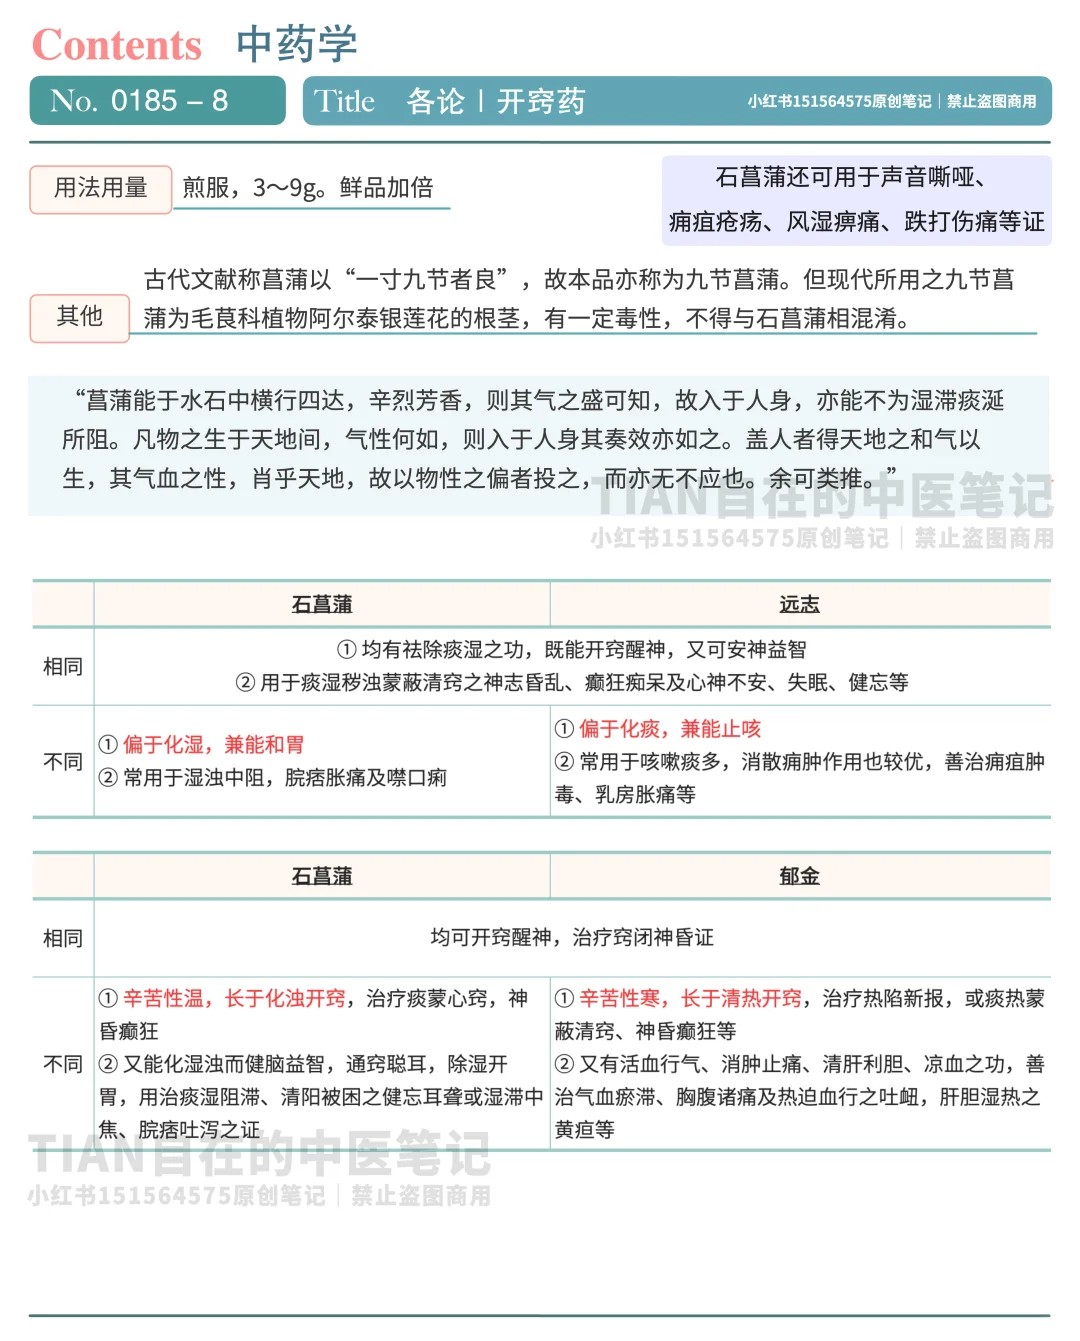 Contents 中药学
No. 0185 – 8
Title 各论丨开窍药 小红书151564575原创笔记｜禁止盗图商用
用法用量 煎服，3～9g。鲜品加倍
石菖蒲还可用于声音嘶哑、
痈疽疮疡、风湿痹痛、跌打伤痛等证
其他
古代文献称菖蒲以“一寸九节者良”，故本品亦称为九节菖蒲。但现代所用之九节菖
蒲为毛茛科植物阿尔泰银莲花的根茎，有一定毒性，不得与石菖蒲相混淆。
“菖蒲能于水石中横行四达，辛烈芳香，则其气之盛可知，故入于人身，亦能不为湿滞痰涎
所阻。凡物之生于天地间，气性何如，则入于人身其奏效亦如之。盖人者得天地之和气以
生，其气血之性，肖乎天地，故以物性之偏者投之，而亦无不应也。余可类推。”
TIAN自在的中医笔记
小红书151564575原创笔记｜禁止盗图商用
石菖蒲 远志
相同
① 均有祛除痰湿之功，既能开窍醒神，又可安神益智
② 用于痰湿秽浊蒙蔽清窍之神志昏乱、癫狂痴呆及心神不安、失眠、健忘等
不同
① 偏于化湿，兼能和胃
② 常用于湿浊中阻，脘痞胀痛及噤口痢
① 偏于化痰，兼能止咳
② 常用于咳嗽痰多，消散痈肿作用也较优，善治痈疽肿
毒、乳房胀痛等
石菖蒲 郁金
相同
均可开窍醒神，治疗窍闭神昏证
不同
① 辛苦性温，长于化浊开窍，治疗痰蒙心窍，神
昏癫狂
② 又能化湿浊而健脑益智，通窍聪耳，除湿开
胃，用治痰湿阻滞、清阳被困之健忘耳聋或湿滞中
焦、脘痞吐泻之证
① 辛苦性寒，长于清热开窍，治疗热陷新报，或痰热蒙
蔽清窍、神昏癫狂等
② 又有活血行气、消肿止痛、清肝利胆、凉血之功，善
治气血瘀滞、胸腹诸痛及热迫血行之吐衄，肝胆湿热之
黄疸等
TIAN自在的中医笔记
小红书151564575原创笔记｜禁止盗图商用